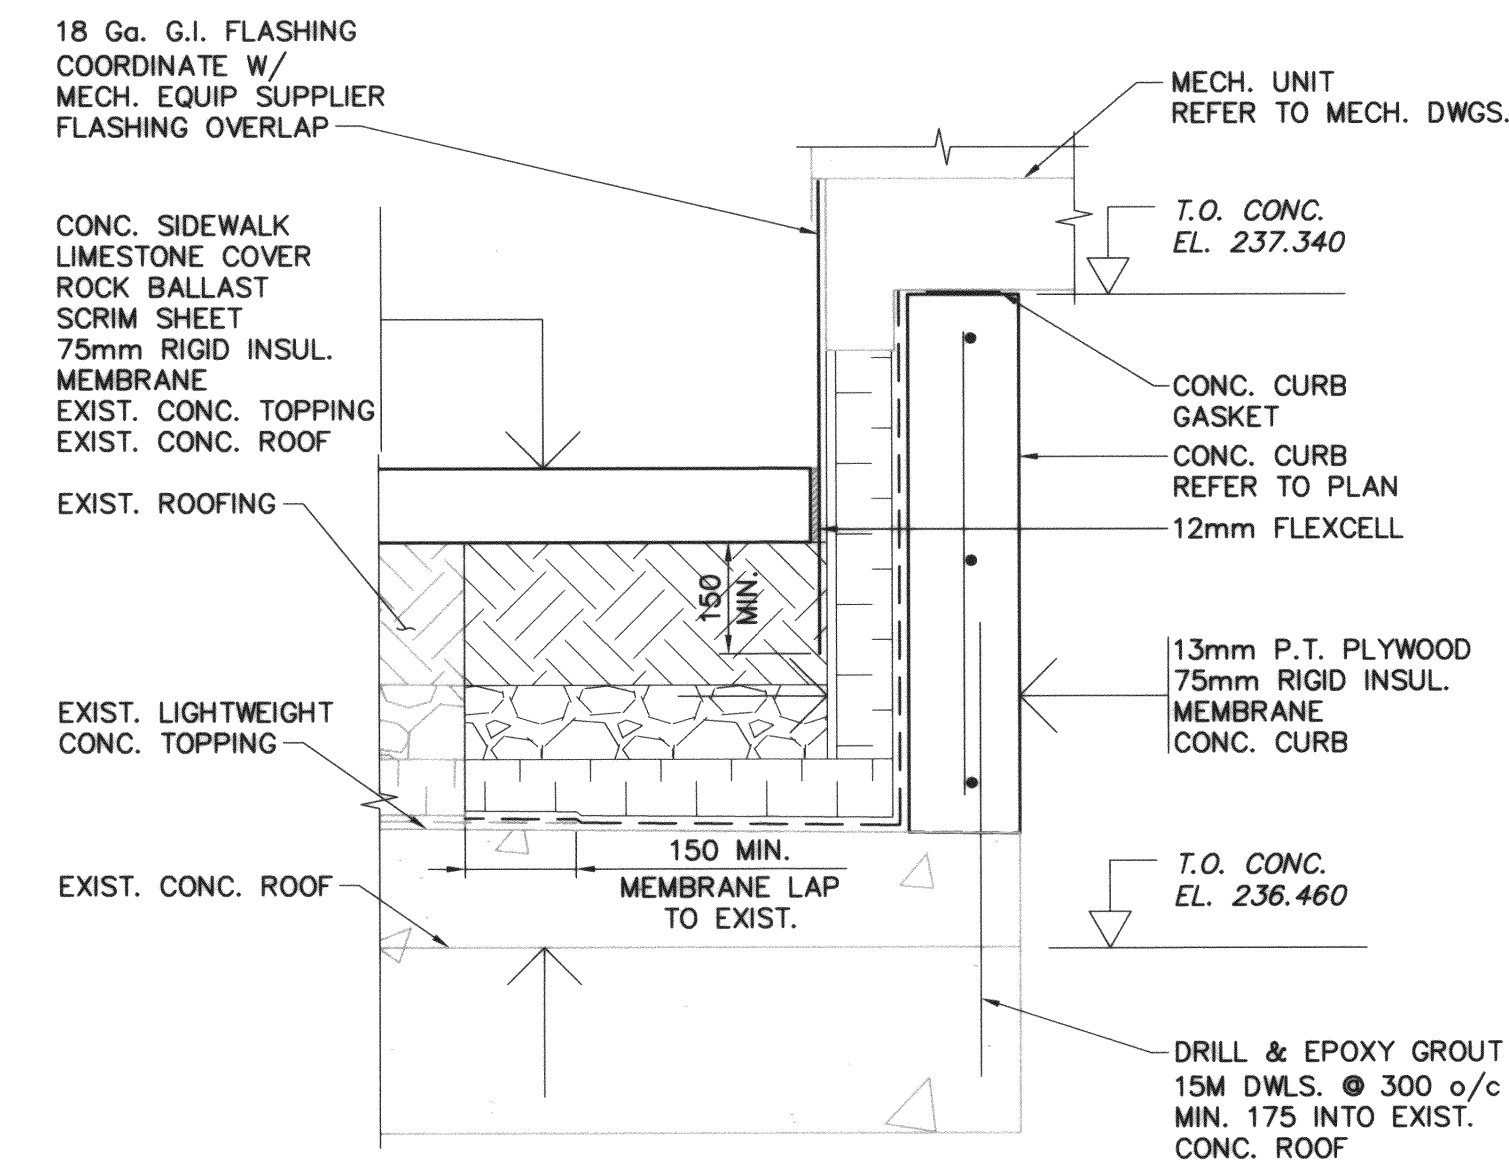 18 Ga. G.I. FLASHING
COORDINATE W/
MECH. EQUIP SUPPLIER
FLASHING OVERLAP
MECH. UNIT
REFER TO MECH. DWGS.
CONC. SIDEWALK
LIMESTONE COVER
ROCK BALLAST
SCRIM SHEET
75mm RIGID INSUL.
MEMBRANE
EXIST. CONC. TOPPING
EXIST. CONC. ROOF
T.O. CONC.
EL. 237.340
CONC. CURB
GASKET
CONC. CURB
REFER TO PLAN
12mm FLEXCELL
EXIST. ROOFING
150
MIN.
13mm P.T. PLYWOOD
75mm RIGID INSUL.
MEMBRANE
CONC. CURB
EXIST. LIGHTWEIGHT
CONC. TOPPING
150 MIN.
MEMBRANE LAP
TO EXIST.
EXIST. CONC. ROOF
T.O. CONC.
EL. 236.460
DRILL & EPOXY GROUT
15M DWLS. @ 300 o/c
MIN. 175 INTO EXIST.
CONC. ROOF